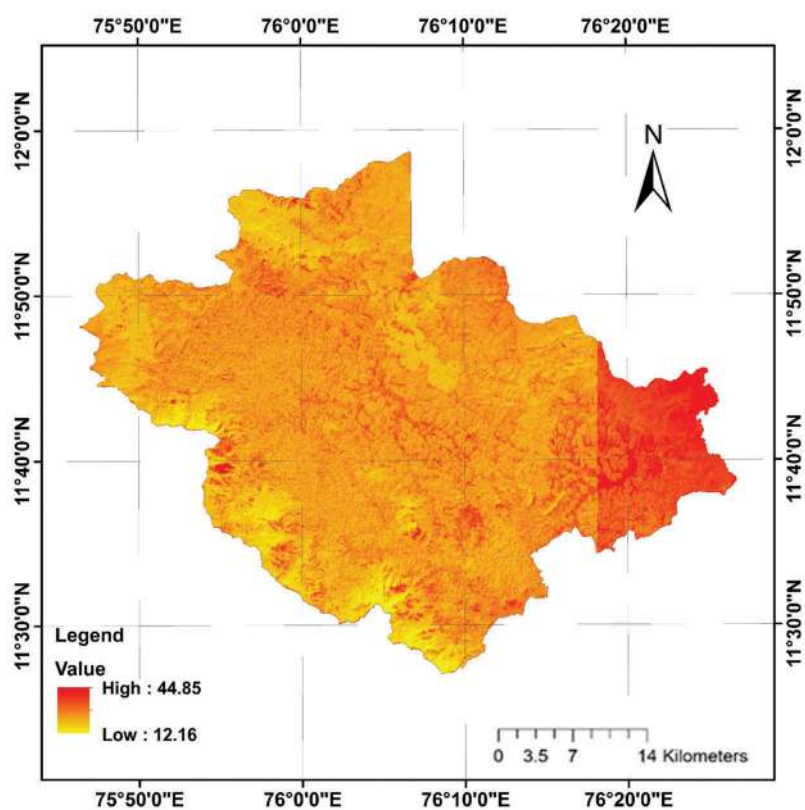 75°50'0"E 76°0'0"E 76°10'0"E 76°20'0"E
12°0'0"N 12°0'0"N
N
11°50'0"N 11°50'0"N
11°40'0"N 11°40'0"N
11°30'0"N 11°30'0"N
Legend
Value
High : 44.85
Low : 12.16
0 3.5 7 14 Kilometers
75°50'0"E 76°0'0"E 76°10'0"E 76°20'0"E